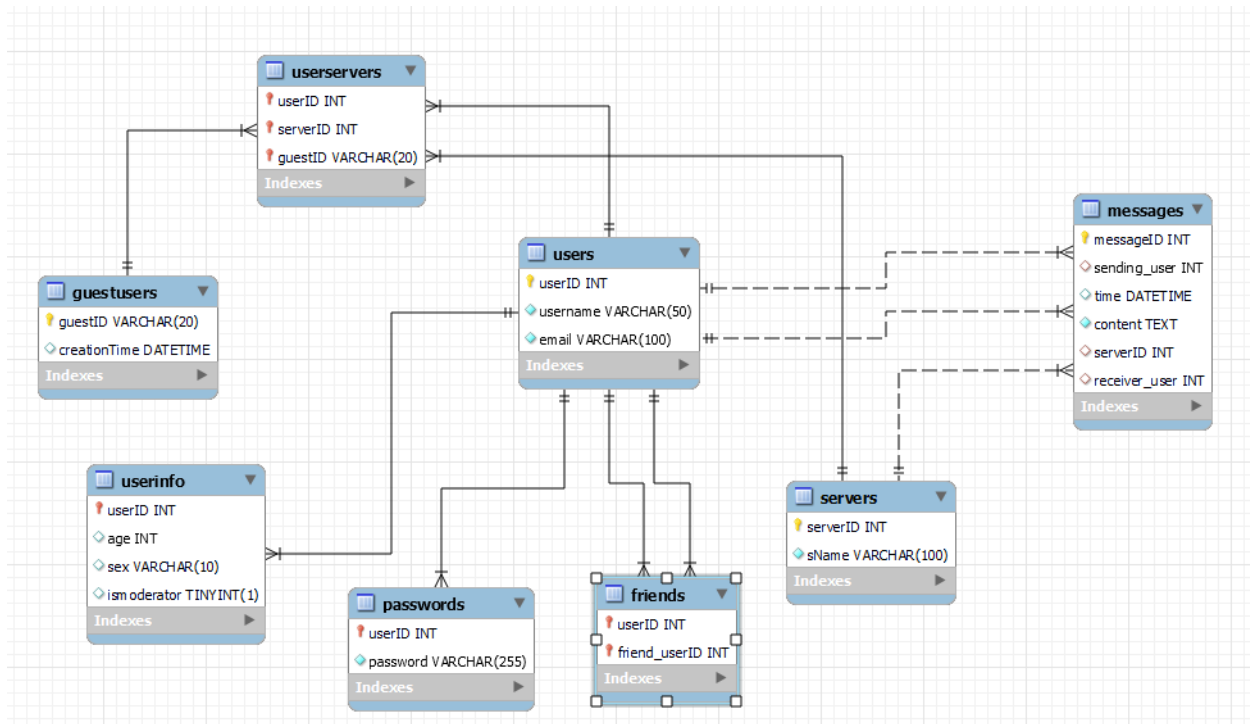 userservers
userID INT
serverID INT
guestID VARCHAR(20)
Indexes
guestusers
guestID VARCHAR(20)
creationTime DATETIME
Indexes
users
userID INT
username VARCHAR(50)
email VARCHAR(100)
Indexes
messages
messageID INT
sending_user INT
time DATETIME
content TEXT
serverID INT
receiver_user INT
Indexes
userinfo
userID INT
age INT
sex VARCHAR(10)
ismoderator TINYINT(1)
Indexes
passwords
userID INT
password VARCHAR(255)
Indexes
friends
userID INT
friend_userID INT
Indexes
servers
serverID INT
sName VARCHAR(100)
Indexes